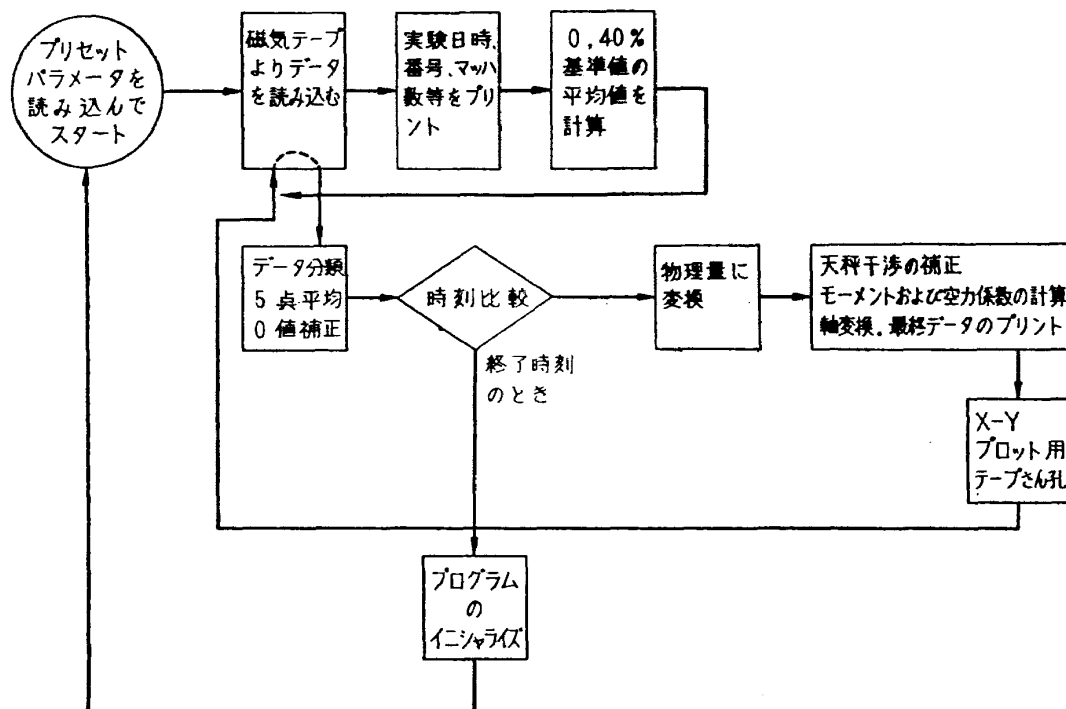 プリセット
パラメータを
読み込んで
スタート
磁気テープ
よりデータ
を読み込む
実験日時、
番号、マッハ
数等をプリ
ント
0,40%
基準値の
平均値を
計算
データ分類
5点平均
0値補正
時刻比較
終了時刻
のとき
物理量に
変換
天秤干渉の補正
モーメントおよび空力係数の計算
軸変換.最終データのプリント
X-Y
プロット用
テープさん孔
プログラム
の
イニシャライズ